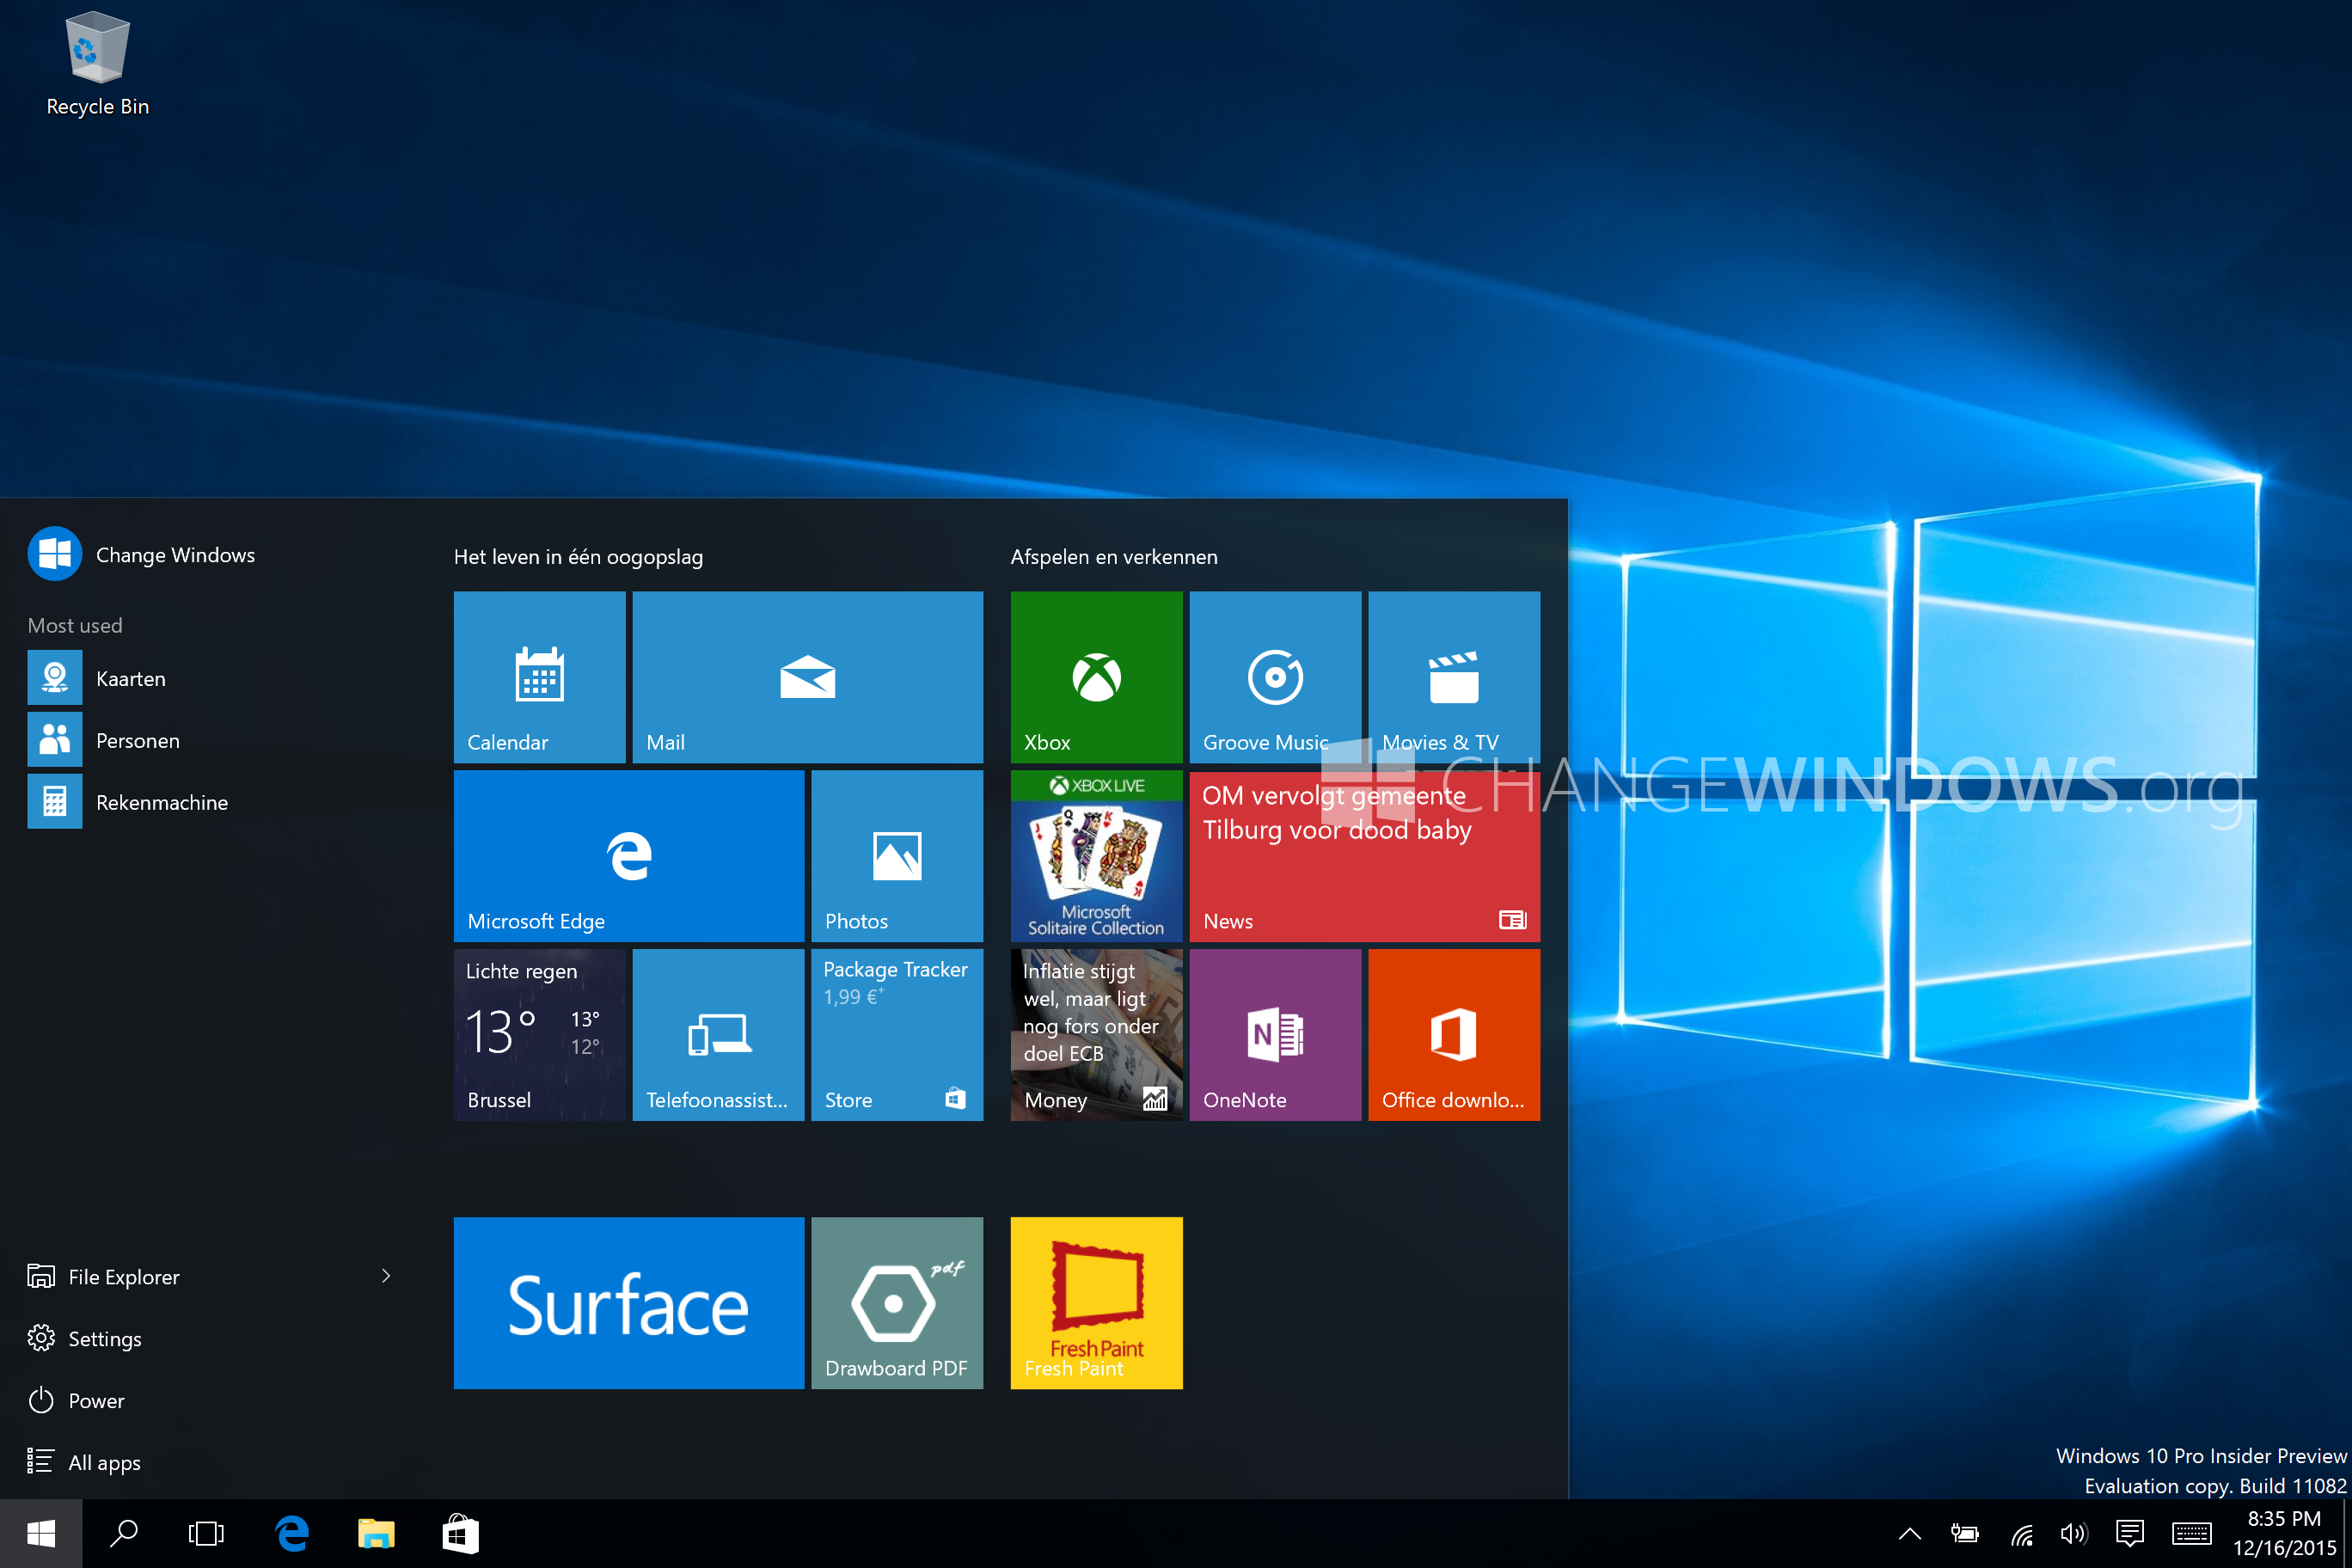 Recycle Bin
Change Windows
Most used
Kaarten
Personen
Rekenmachine
File Explorer
Settings
Power
All apps
Het leven in één oogopslag
Calendar
Mail
Microsoft Edge
Photos
Lichte regen
13°
13°
12°
Brussel
Telefoonassist...
Package Tracker
1,99 €+
Store
Surface
pdf
Drawboard PDF
Afspelen en verkennen
Xbox
Groove Music
Movies & TV
XBOX LIVE
J Q K K
Microsoft
Solitaire Collection
OM vervolgt gemeente
Tilburg voor dood baby
News
Inflatie stijgt
wel, maar ligt
nog fors onder
doel ECB
Money
N
OneNote
Office downlo...
Fresh Paint
Fresh Paint
CHANGEWINDOWS.org
Windows 10 Pro Insider Preview
Evaluation copy. Build 11082
8:35 PM
12/16/2015